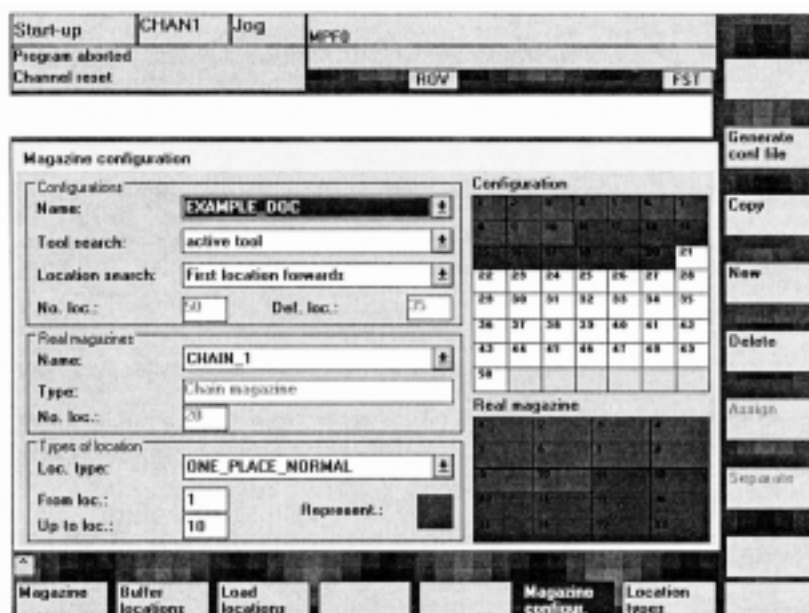 Start-up CHAN1 Jog MPF0
Program aborted
Channel reset ROV FST
Magazine configuration
Configurations
Name: EXAMPLE_DOC
Tool search: active tool
Location search: First location forwards
No. loc.: 50 Def. loc.: 35
Real magazines
Name: CHAIN_1
Type: Chain magazine
No. loc.: 20
Types of location
Loc. type: ONE_PLACE_NORMAL
From loc.: 1
Up to loc.: 10
Represent.:
Configuration
21
22 23 24 25 26 27 28
29 30 31 32 33 34 35
36 37 38 39 40 41 42
43 44 45 46 47 48 49
50
Real magazine
Generate
conf file
Copy
New
Delete
Assign
Separate
Magazine
Buffer
locations
Load
locations
Magazine
configur.
Location
types